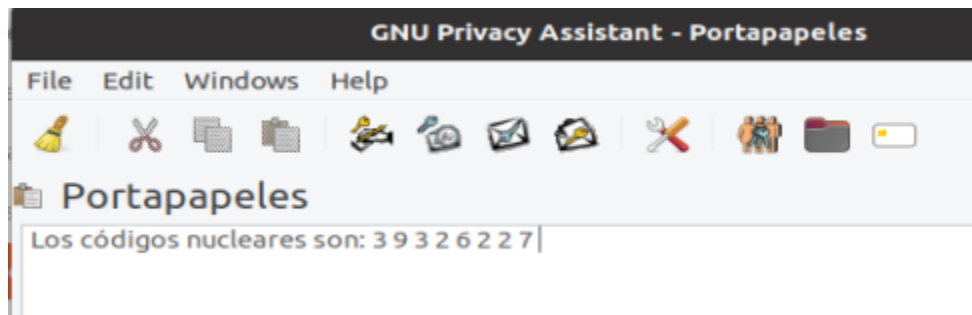 GNU Privacy Assistant - Portapapeles
File Edit Windows Help
Portapapeles
Los códigos nucleares son: 3 9 3 2 6 2 2 7